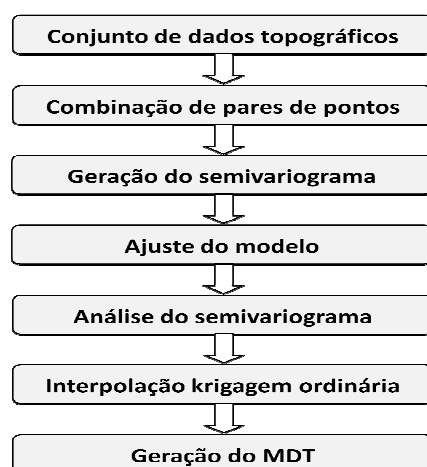 Conjunto de dados topográficos
Combinação de pares de pontos
Geração do semivariograma
Ajuste do modelo
Análise do semivariograma
Interpolação krigagem ordinária
Geração do MDT